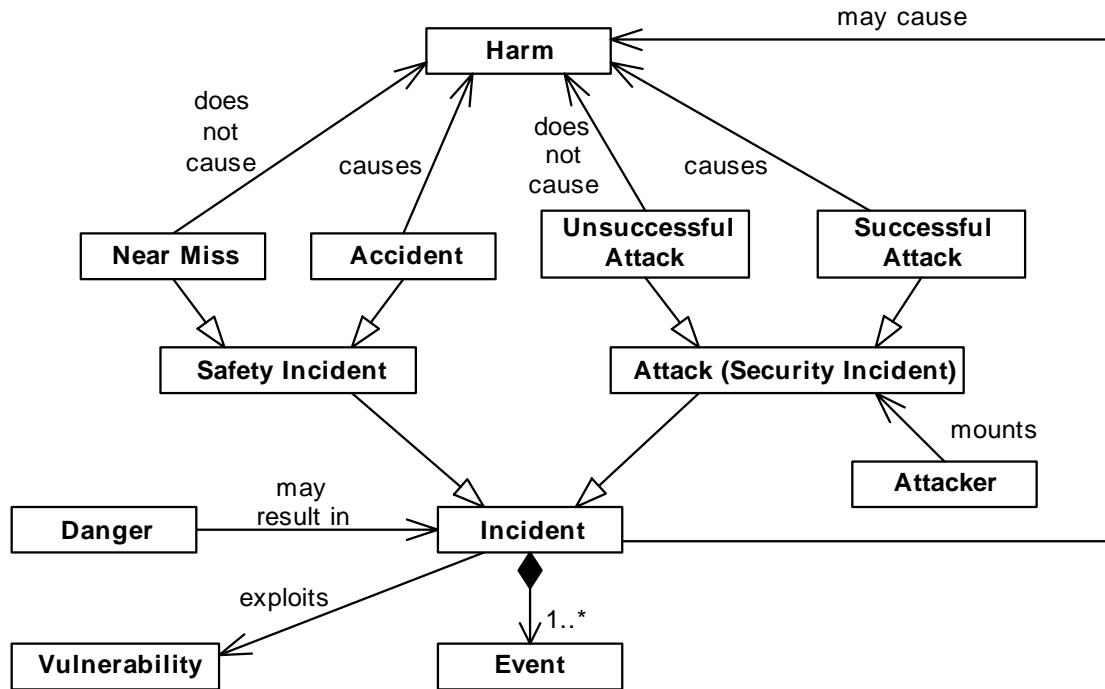 may cause
Harm
does
not
cause
causes
does
not
cause
causes
Near Miss
Accident
Unsuccessful
Attack
Successful
Attack
Safety Incident
Attack (Security Incident)
mounts
Attacker
may
result in
Danger
Incident
exploits
1..*
Vulnerability
Event